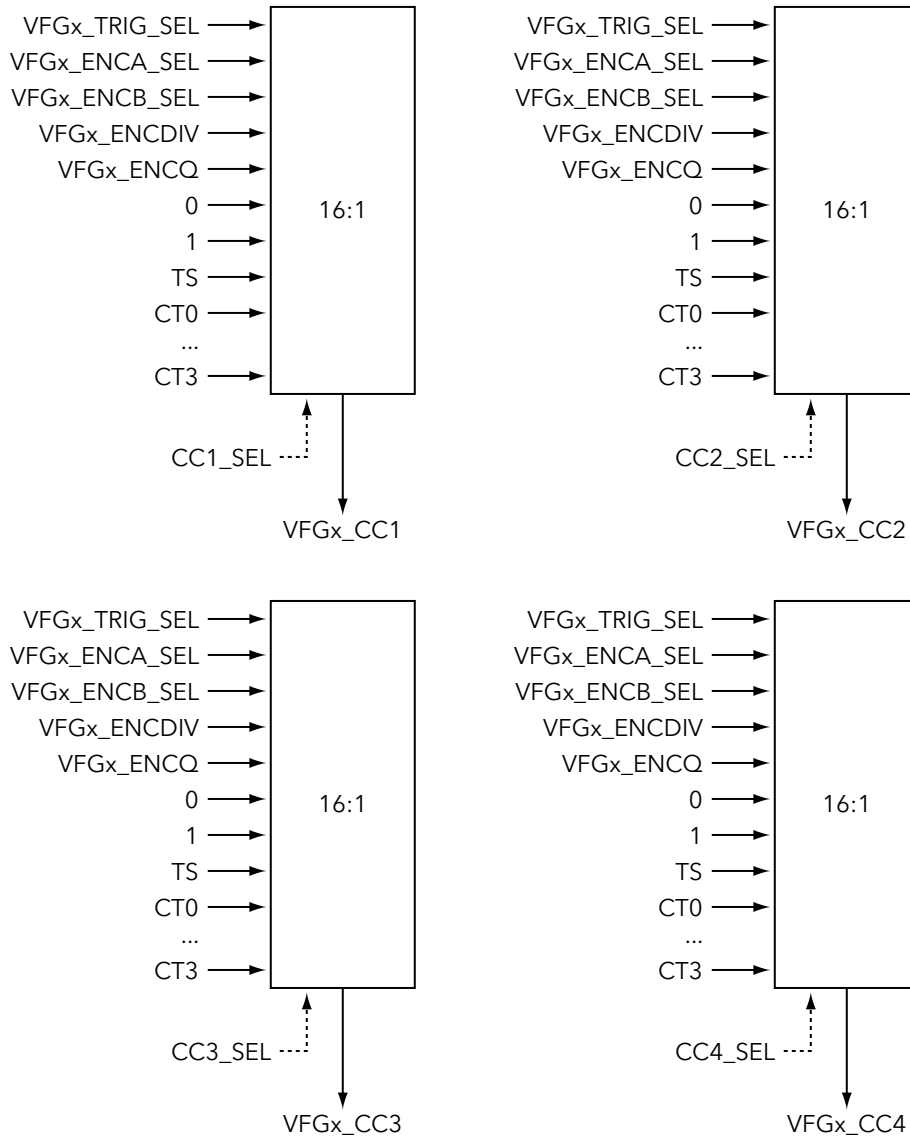 VFGx_TRIG_SEL
VFGx_ENCA_SEL
VFGx_ENCB_SEL
VFGx_ENCDIV
VFGx_ENCQ
0
1
TS
CT0
...
CT3
16:1
CC1_SEL
VFGx_CC1
VFGx_TRIG_SEL
VFGx_ENCA_SEL
VFGx_ENCB_SEL
VFGx_ENCDIV
VFGx_ENCQ
0
1
TS
CT0
...
CT3
16:1
CC2_SEL
VFGx_CC2
VFGx_TRIG_SEL
VFGx_ENCA_SEL
VFGx_ENCB_SEL
VFGx_ENCDIV
VFGx_ENCQ
0
1
TS
CT0
...
CT3
16:1
CC3_SEL
VFGx_CC3
VFGx_TRIG_SEL
VFGx_ENCA_SEL
VFGx_ENCB_SEL
VFGx_ENCDIV
VFGx_ENCQ
0
1
TS
CT0
...
CT3
16:1
CC4_SEL
VFGx_CC4